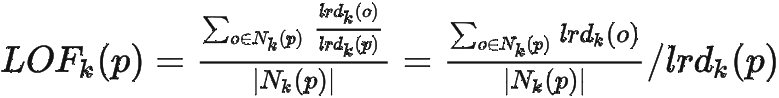 LOF_k(p) = \frac{\sum_{o \in N_k(p)} \frac{lrd_k(o)}{lrd_k(p)}}{|N_k(p)|} = \frac{\sum_{o \in N_k(p)} lrd_k(o)}{|N_k(p)|} / lrd_k(p)